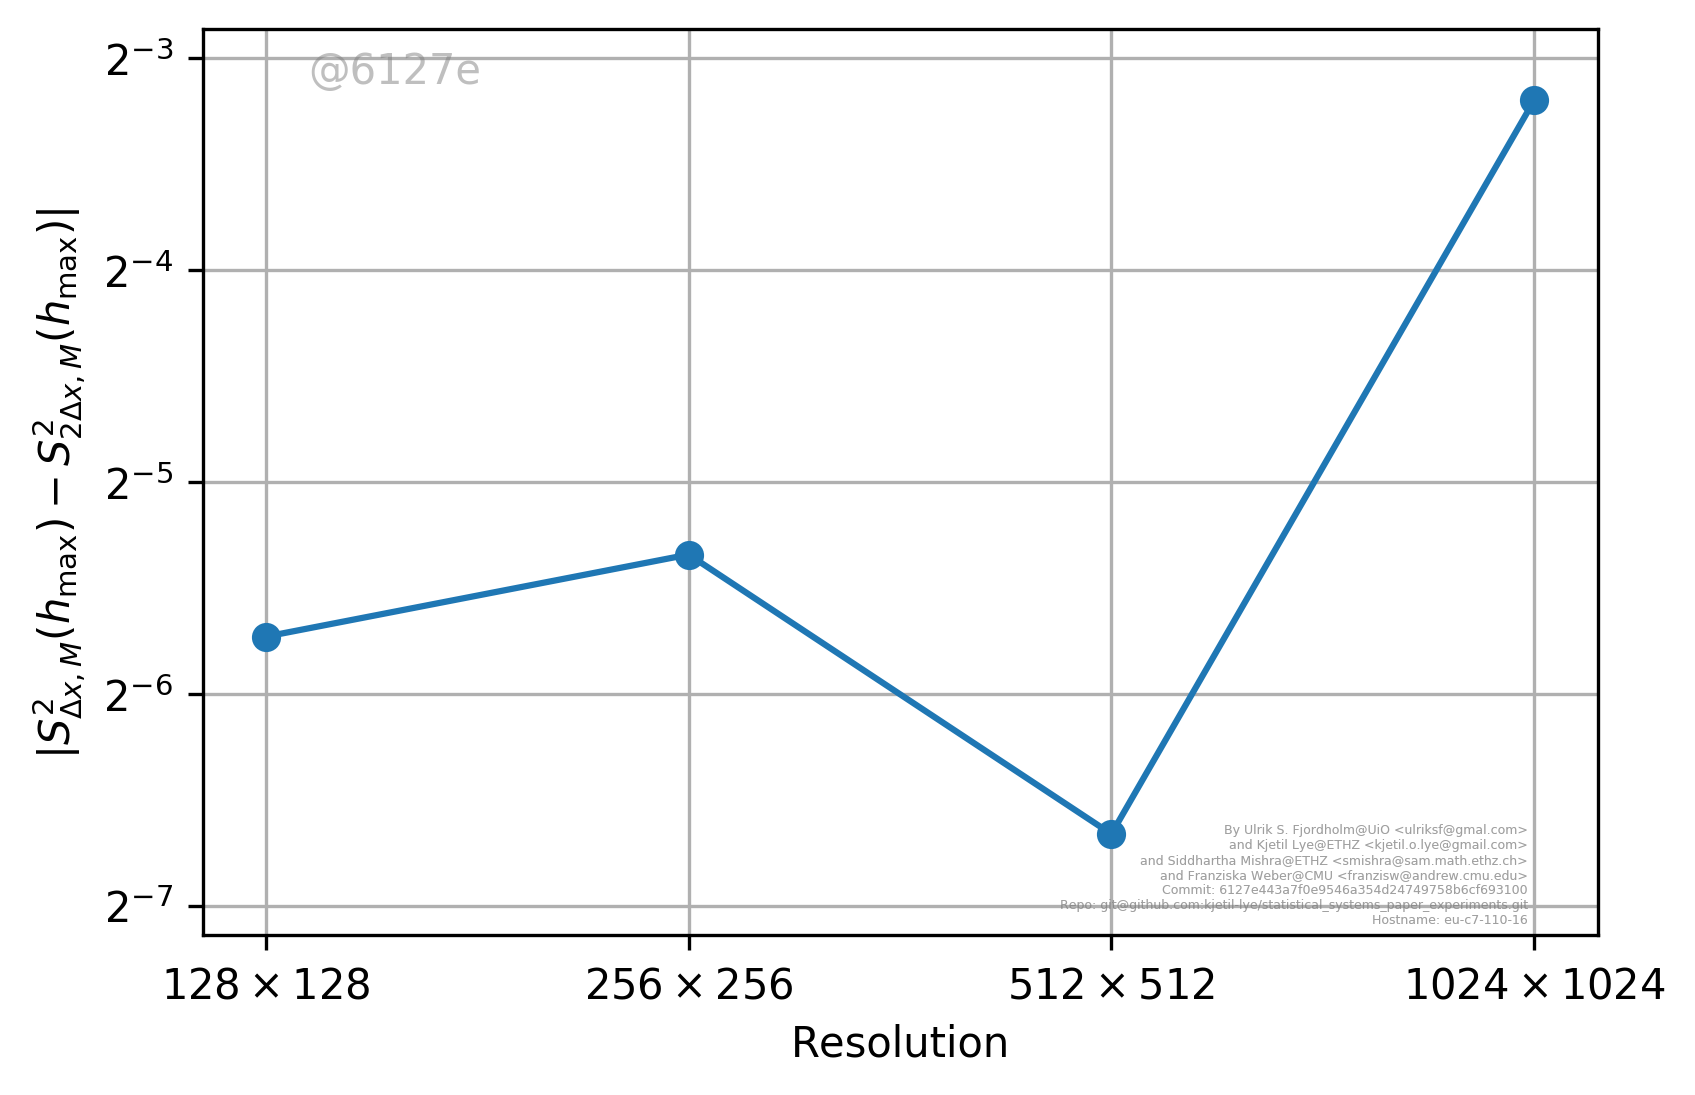 2⁻³
@6127e
2⁻⁴
2⁻⁵
2⁻⁶
2⁻⁷
|S²_{Δx, M}(h_max) − S²_{2Δx, M}(h_max)|
By Ulrik S. Fjordholm@UiO <ulriksf@gmal.com>
and Kjetil Lye@ETHZ <kjetil.o.lye@gmail.com>
and Siddhartha Mishra@ETHZ <smishra@sam.math.ethz.ch>
and Franziska Weber@CMU <franzisw@andrew.cmu.edu>
Commit: 6127e443a7f0e9546a354d24749758b6cf693100
Repo: git@github.com:kjetil-lye/statistical_systems_paper_experiments.git
Hostname: eu-c7-110-16
128 × 128 256 × 256 512 × 512 1024 × 1024
Resolution